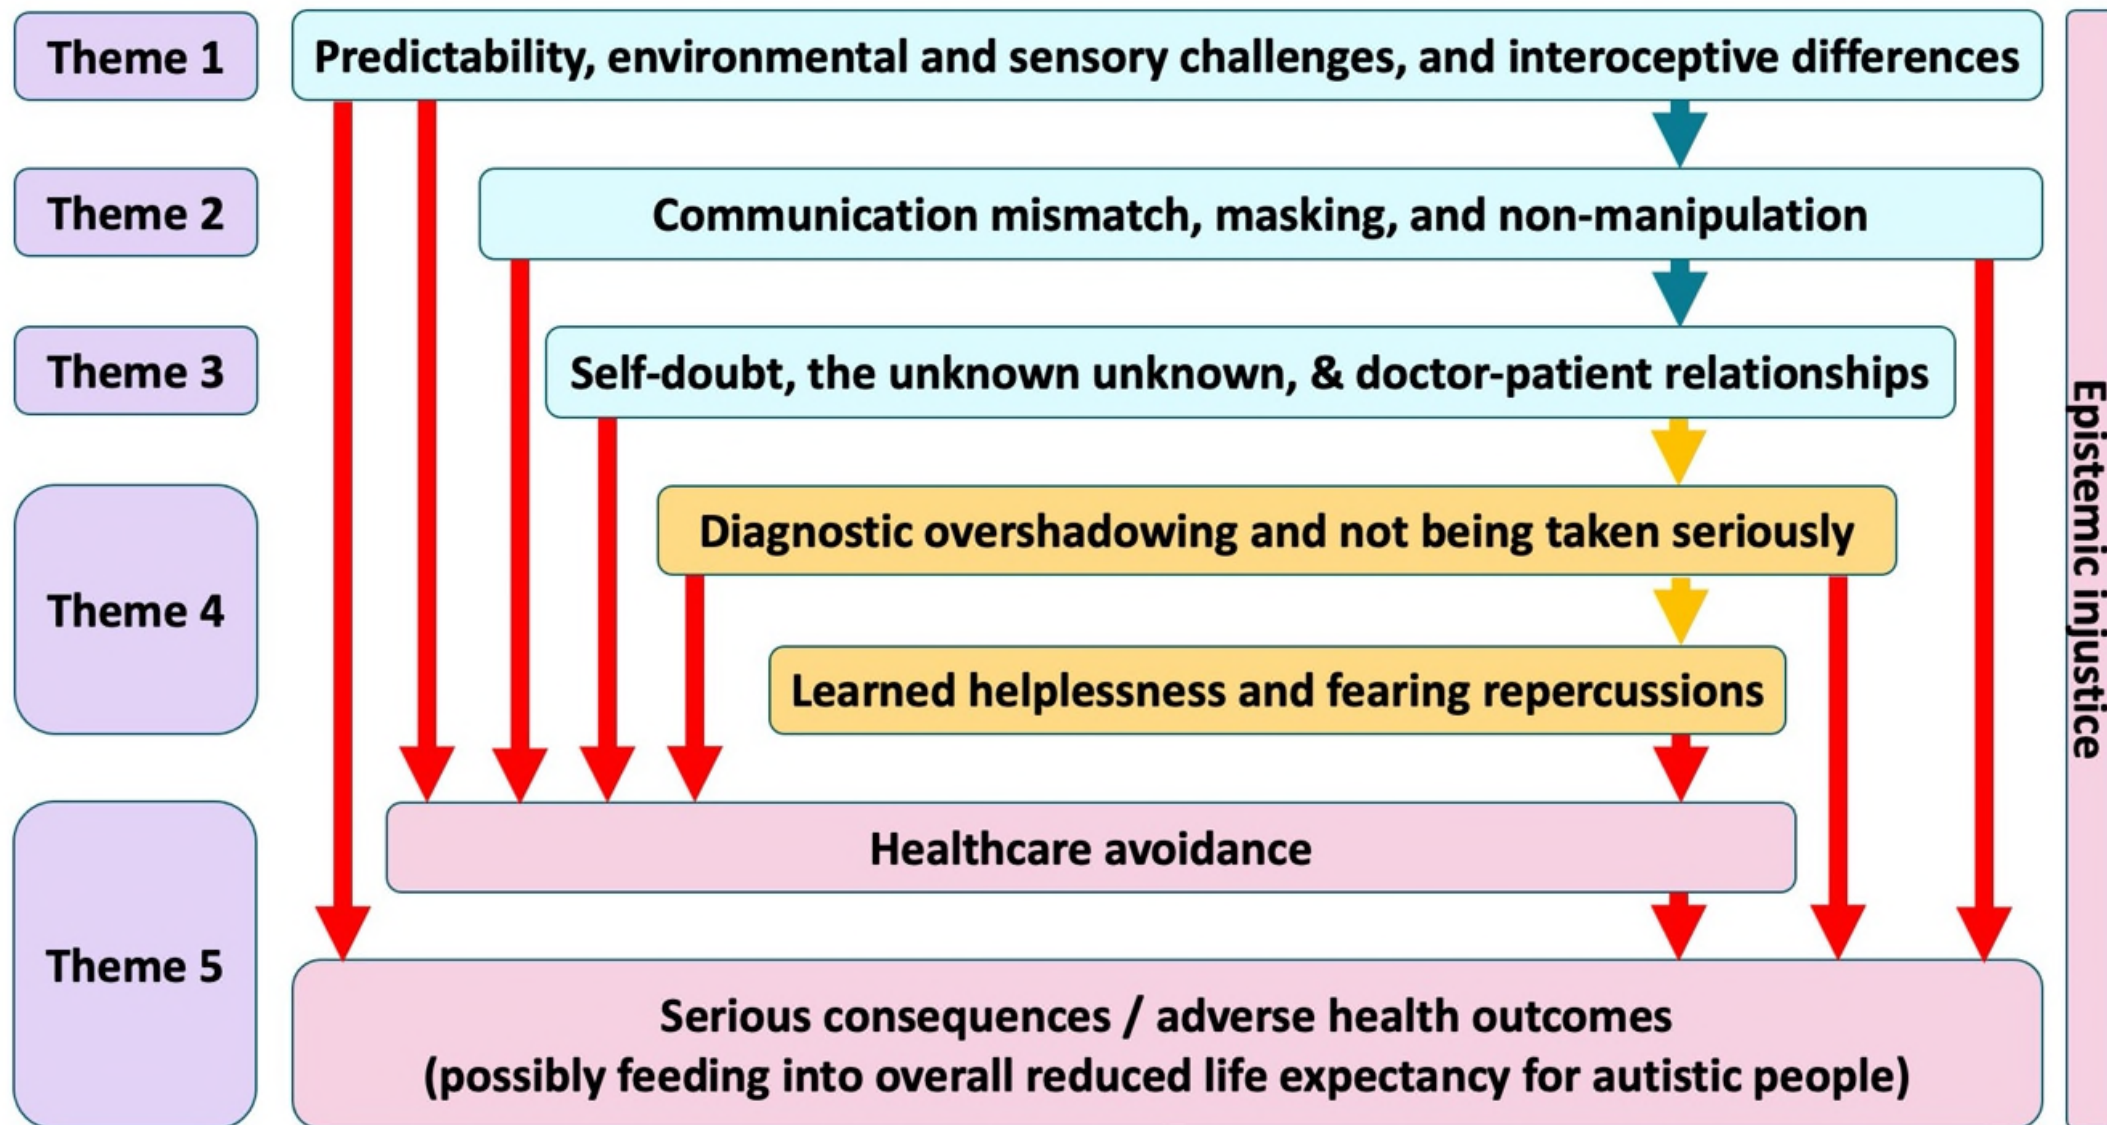 Theme 1
Predictability, environmental and sensory challenges, and interoceptive differences
Theme 2
Communication mismatch, masking, and non-manipulation
Theme 3
Self-doubt, the unknown unknown, & doctor-patient relationships
Diagnostic overshadowing and not being taken seriously
Theme 4
Learned helplessness and fearing repercussions
Healthcare avoidance
Theme 5
Serious consequences / adverse health outcomes
(possibly feeding into overall reduced life expectancy for autistic people)
Epistemic injustice